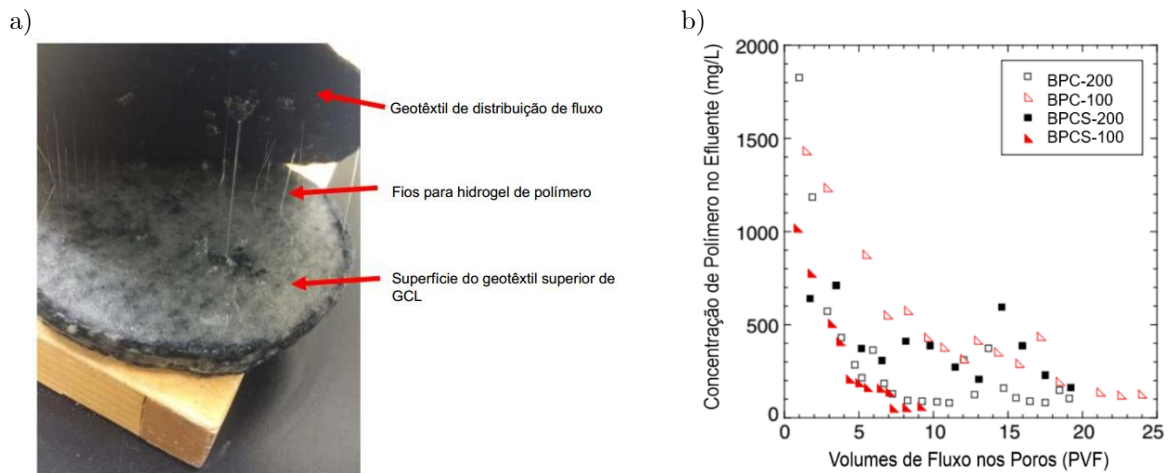 a)
Geotêxtil de distribuição de fluxo
Fios para hidrogel de polímero
Superfície do geotêxtil superior de
GCL
b)
Concentração de Polímero no Efluente (mg/L)
2000
1500
1000
500
0
BPC-200
BPC-100
BPCS-200
BPCS-100
0 5 10 15 20 25
Volumes de Fluxo nos Poros (PVF)